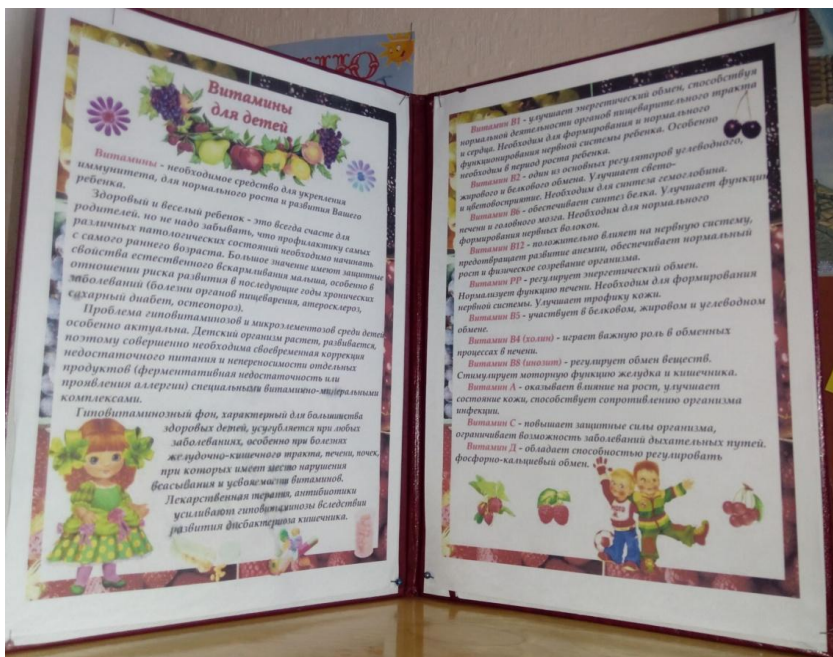 Витамины
для детей
Витамины - необходимое средство для укрепления
иммунитета, для нормального роста и развития Вашего
ребенка.
Здоровый и веселый ребенок - это всегда счастье для
родителей. но не надо забывать, что профилактику самых
различных патологических состояний необходимо начинать
с самого раннего возраста. Большое значение имеют защитные
свойства естественного вскармливания малыша, особенно в
отношении риска развития в последующие годы хронических
заболеваний (болезни органов пищеварения, атеросклероз,
сахарный диабет, остеопороз).
Проблема гиповитаминозов и микроэлементозов среди детей
особенно актуальна. Детский организм растет, развивается,
поэтому совершенно необходима своевременная коррекция
недостаточного питания и непереносимости отдельных
продуктов (ферментативная недостаточность или
проявления аллергии) специальными витаминно-минеральными
комплексами.
Гиповитаминозный фон, характерный для большинства
здоровых детей, усугубляется при любых
заболеваниях, особенно при болезнях
желудочно-кишечного тракта, печени, почек,
при которых имеет место нарушения
всасывания и усвояемости витаминов.
Лекарственная терапия, антибиотики
усиливают гиповитаминозы вследствии
развития дисбактериоза кишечника.
Витамин В1 - улучшает энергетический обмен, способствуя
нормальной деятельности органов пищеварительного тракта
и сердца. Необходим для формирования и нормального
функционирования нервной системы ребенка. Особенно
необходим в период роста ребенка.
Витамин В2 - один из основных регуляторов углеводного,
жирового и белкового обмена. Улучшает свето-
и цветовосприятие. Необходим для синтеза гемоглобина.
Витамин В6 - обеспечивает синтез белка. Улучшает функции
печени и головного мозга. Необходим для нормального
формирования нервных волокон.
Витамин В12 - положительно влияет на нервную систему,
предотвращает развитие анемии, обеспечивает нормальный
рост и физическое созревание организма.
Витамин РР - регулирует энергетический обмен.
Нормализует функцию печени. Необходим для формирования
нервной системы. Улучшает трофику кожи.
Витамин В5 - участвует в белковом, жировом и углеводном
обмене.
Витамин В4 (холин) - играет важную роль в обменных
процессах в печени.
Витамин В8 (инозит) - регулирует обмен веществ.
Стимулирует моторную функцию желудка и кишечника.
Витамин А - оказывает влияние на рост, улучшает
состояние кожи, способствует сопротивлению организма
инфекции.
Витамин С - повышает защитные силы организма,
ограничивает возможность заболеваний дыхательных путей.
Витамин Д - обладает способностью регулировать
фосфорно-кальциевый обмен.